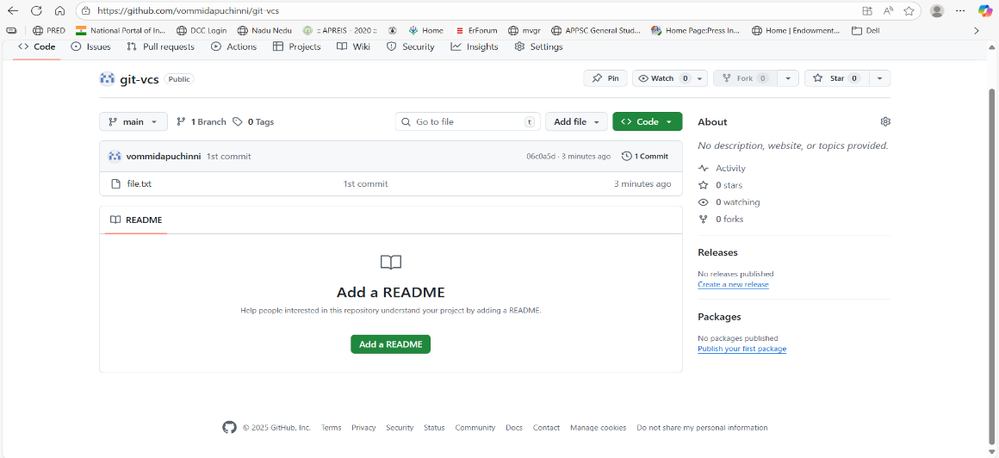 https://github.com/vommidapuchinni/git-vcs
PRED National Portal of In... DCC Login Nadu Nedu :: APREIS - 2020 :: Home ErForum mvgr APPSC General Stud... Home Page:Press In... Home | Endowment... Dell
Code Issues Pull requests Actions Projects Wiki Security Insights Settings
git-vcs Public Pin Watch 0 Fork 0 Star 0
main 1 Branch 0 Tags Go to file t Add file Code
vommidapuchinni 1st commit 06c0a5d · 3 minutes ago 1 Commit
file.txt 1st commit 3 minutes ago
README
Add a README
Help people interested in this repository understand your project by adding a README.
Add a README
About
No description, website, or topics provided.
Activity
0 stars
0 watching
0 forks
Releases
No releases published
Create a new release
Packages
No packages published
Publish your first package
© 2025 GitHub, Inc. Terms Privacy Security Status Community Docs Contact Manage cookies Do not share my personal information